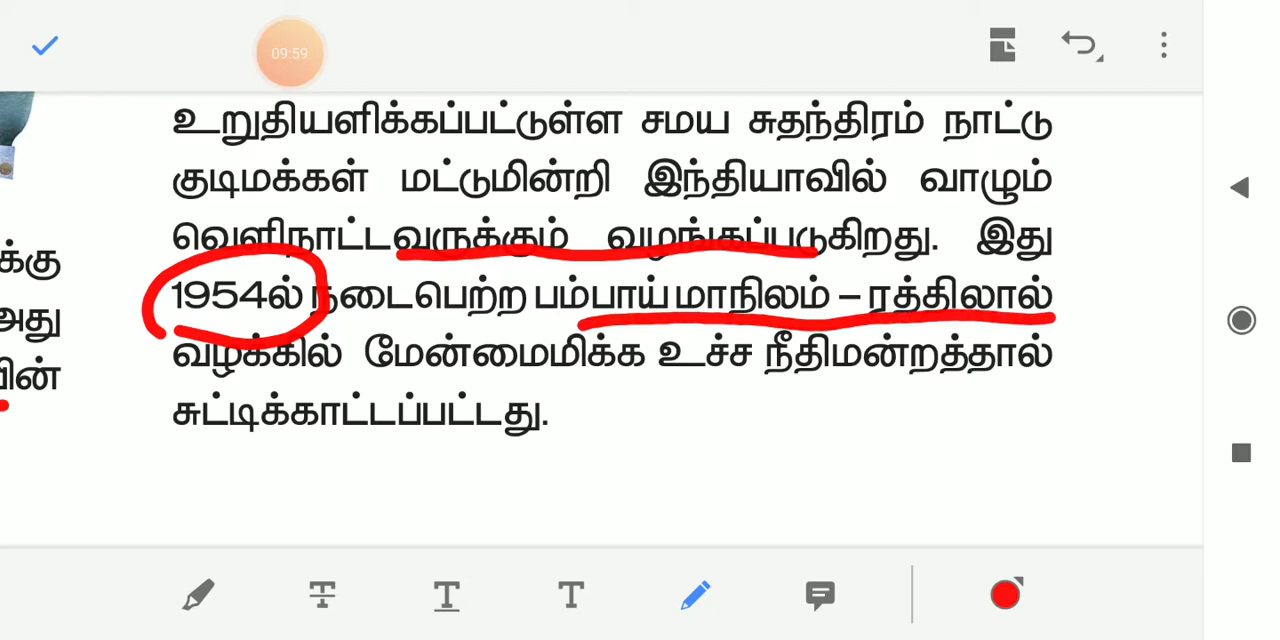 09:59
உறுதியளிக்கப்பட்டுள்ள சமய சுதந்திரம் நாட்டு
குடிமக்கள் மட்டுமின்றி இந்தியாவில் வாழும்
வெளிநாட்டவருக்கும் வழங்கப்படுகிறது. இது
1954ல் நடைபெற்ற பம்பாய் மாநிலம் – ரத்திலால்
வழக்கில் மேன்மைமிக்க உச்ச நீதிமன்றத்தால்
சுட்டிக்காட்டப்பட்டது.
க்கு
அது
பின்